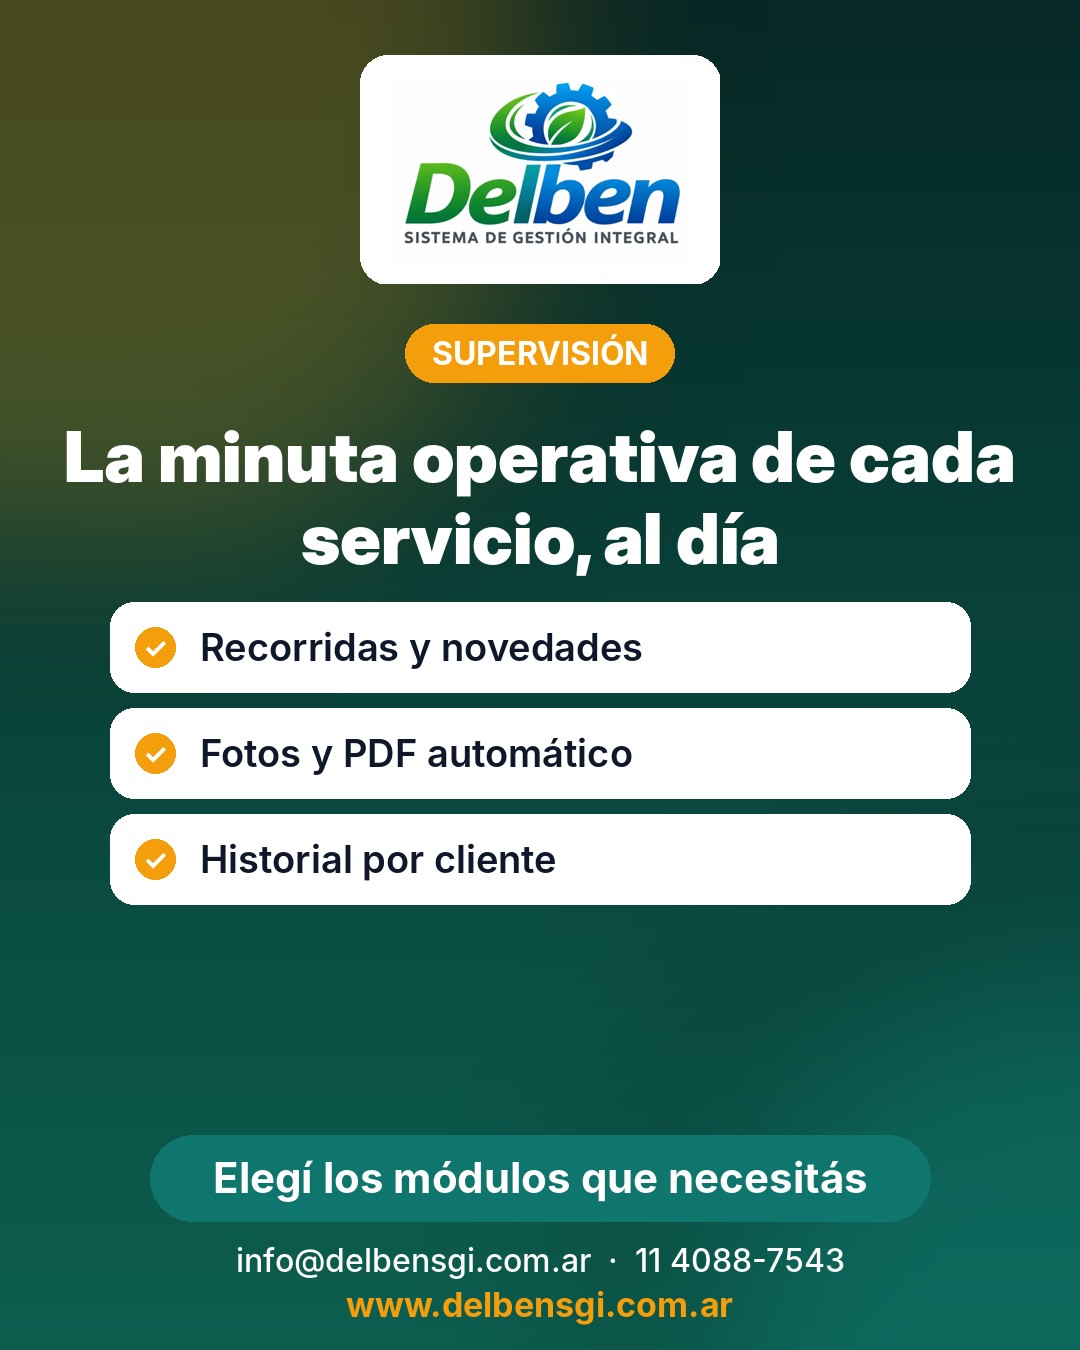 Delben
SISTEMA DE GESTIÓN INTEGRAL
SUPERVISIÓN
La minuta operativa de cada
servicio, al día
Recorridas y novedades
Fotos y PDF automático
Historial por cliente
Elegí los módulos que necesitás
info@delbensgi.com.ar · 11 4088-7543
www.delbensgi.com.ar